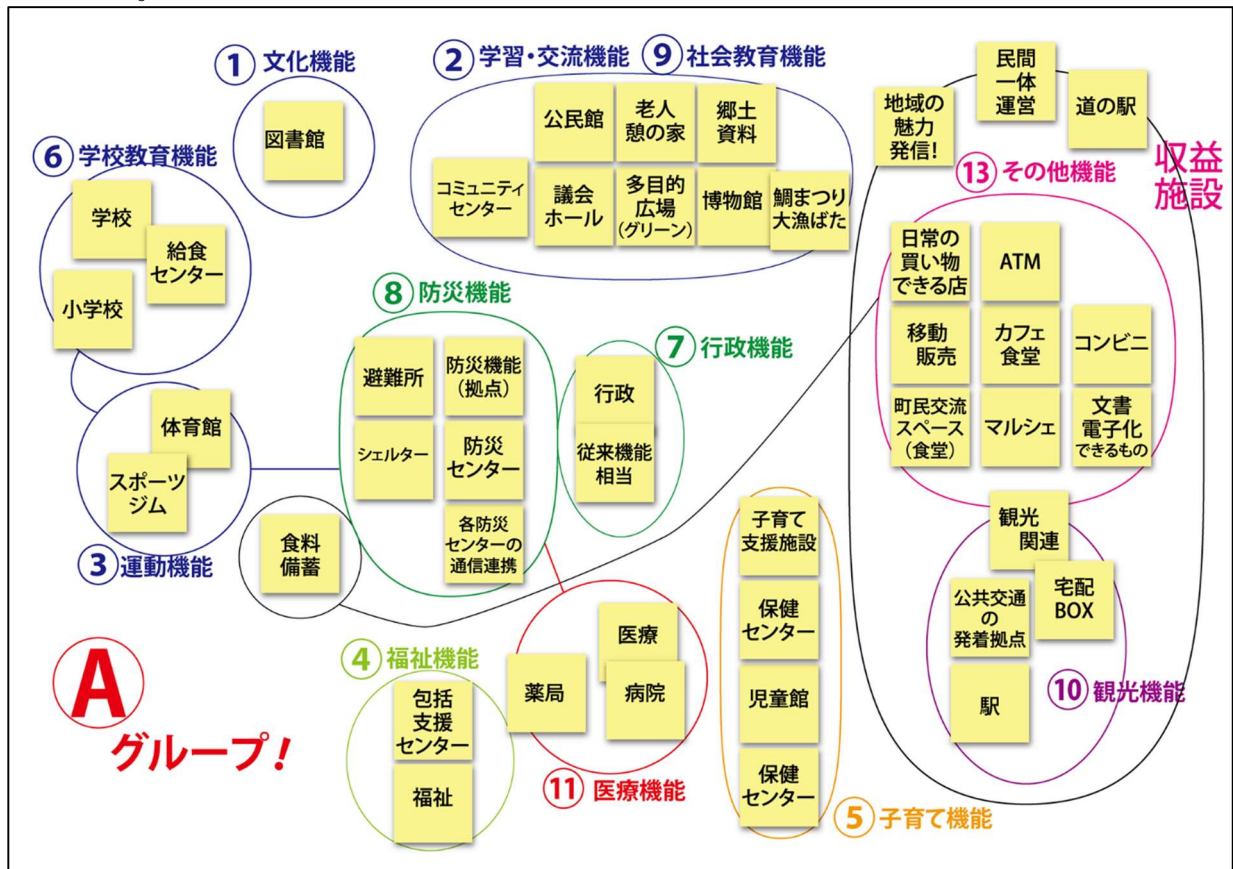 ① 文化機能
図書館
② 学習・交流機能
⑨ 社会教育機能
公民館
老人
憩の家
郷土
資料
コミュニティ
センター
議会
ホール
多目的
広場
(グリーン)
博物館
鯛まつり
大漁ばた
⑥ 学校教育機能
学校
給食
センター
小学校
③ 運動機能
体育館
スポーツ
ジム
食料
備蓄
⑧ 防災機能
避難所
防災機能
(拠点)
シェルター
防災
センター
各防災
センターの
通信連携
⑦ 行政機能
行政
従来機能
相当
収益
施設
地域の
魅力
発信!
民間
一体
運営
道の駅
⑬ その他機能
日常の
買い物
できる店
ATM
移動
販売
カフェ
食堂
コンビニ
町民交流
スペース
(食堂)
マルシェ
文書
電子化
できるもの
観光
関連
宅配
BOX
公共交通
の
発着拠点
駅
⑩ 観光機能
子育て
支援施設
保健
センター
児童館
保健
センター
⑤ 子育て機能
④ 福祉機能
包括
支援
センター
福祉
医療
薬局
病院
⑪ 医療機能
A
グループ!